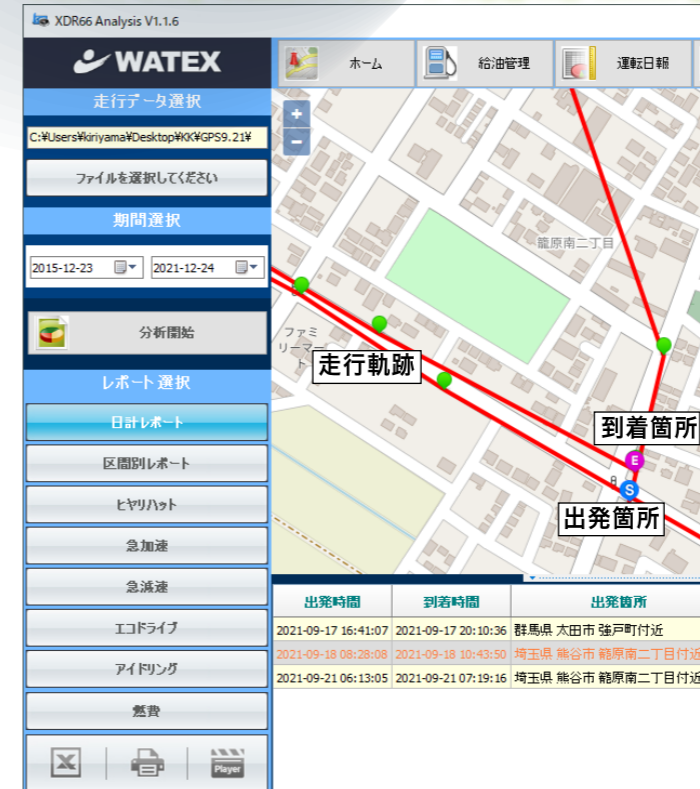 XDR66 Analysis V1.1.6
WATEX
ホーム
給油管理
運転日報
走行データ選択
C:¥Users¥kiriyama¥Desktop¥KK¥GPS9.21¥
ファイルを選択してください
期間選択
2015-12-23
2021-12-24
分析開始
レポート選択
日計レポート
区間別レポート
ヒヤリハット
急加速
急減速
エコドライブ
アイドリング
燃費
Player
+
−
籠原南二丁目
ファミ
リーマー
ト
走行軌跡
到着箇所
E
S
出発箇所
出発時間 到着時間 出発箇所
2021-09-17 16:41:07 2021-09-17 20:10:36 群馬県 太田市 強戸町付近
2021-09-18 08:28:08 2021-09-18 10:43:50 埼玉県 熊谷市 籠原南二丁目付近
2021-09-21 06:13:05 2021-09-21 07:19:16 埼玉県 熊谷市 籠原南二丁目付近